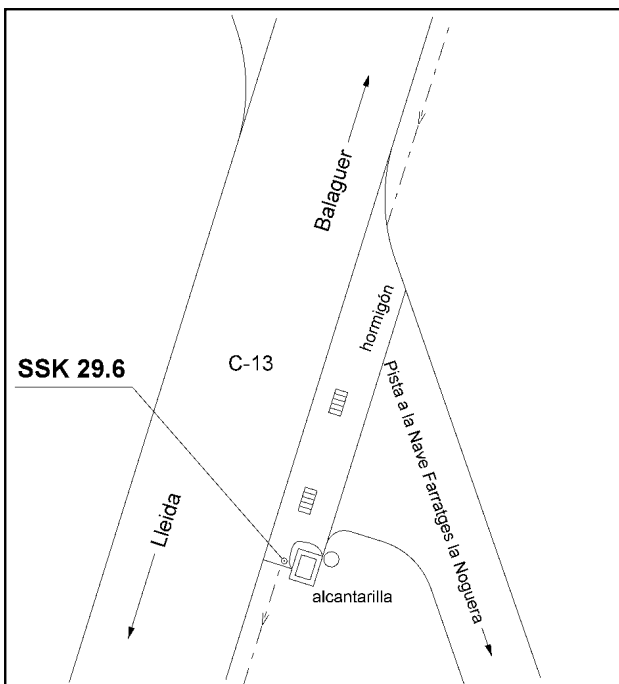 Balaguer
hormigón
C-13
SSK 29.6
Pista a la Nave Farratges la Noguera
Lleida
alcantarilla